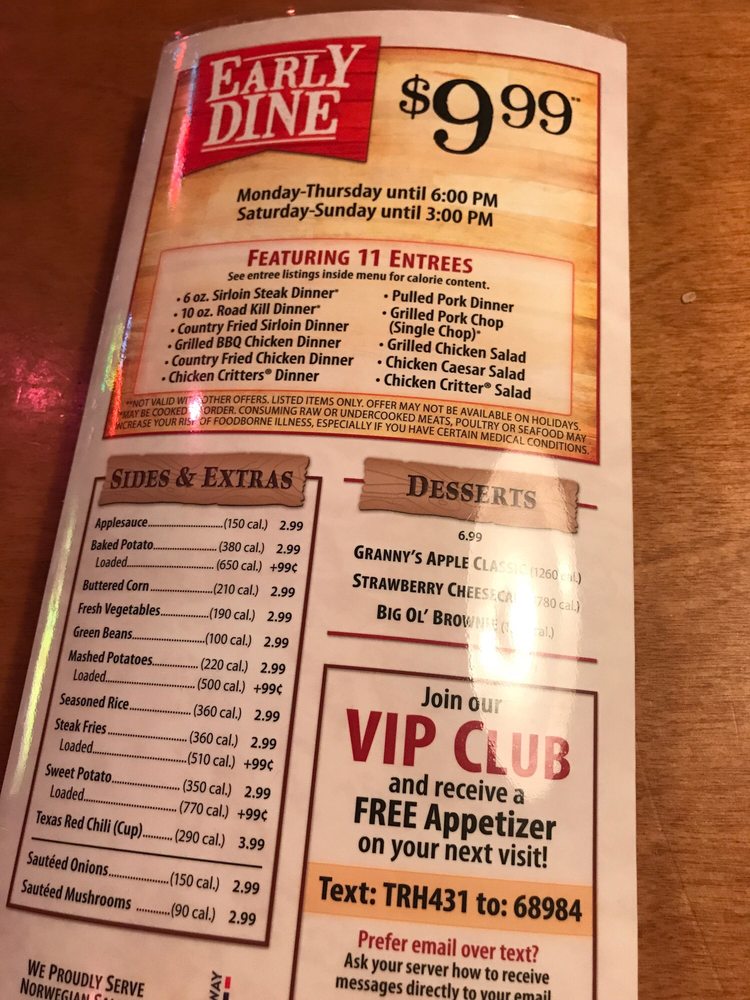 EARLY
DINE
$9.99**
Monday-Thursday until 6:00 PM
Saturday-Sunday until 3:00 PM
FEATURING 11 ENTREES
See entree listings inside menu for calorie content.
• 6 oz. Sirloin Steak Dinner*
• 10 oz. Road Kill Dinner*
• Country Fried Sirloin Dinner
• Grilled BBQ Chicken Dinner
• Country Fried Chicken Dinner
• Chicken Critters® Dinner
• Pulled Pork Dinner
• Grilled Pork Chop
(Single Chop)*
• Grilled Chicken Salad
• Chicken Caesar Salad
• Chicken Critter® Salad
**NOT VALID WITH OTHER OFFERS. LISTED ITEMS ONLY. OFFER MAY NOT BE AVAILABLE ON HOLIDAYS.
*MAY BE COOKED TO ORDER. CONSUMING RAW OR UNDERCOOKED MEATS, POULTRY OR SEAFOOD MAY
INCREASE YOUR RISK OF FOODBORNE ILLNESS, ESPECIALLY IF YOU HAVE CERTAIN MEDICAL CONDITIONS.
SIDES & EXTRAS
Applesauce (150 cal.) 2.99
Baked Potato (380 cal.) 2.99
Loaded (650 cal.) +99¢
Buttered Corn (210 cal.) 2.99
Fresh Vegetables (190 cal.) 2.99
Green Beans (100 cal.) 2.99
Mashed Potatoes (220 cal.) 2.99
Loaded (500 cal.) +99¢
Seasoned Rice (360 cal.) 2.99
Steak Fries (360 cal.) 2.99
Loaded (510 cal.) +99¢
Sweet Potato (350 cal.) 2.99
Loaded (770 cal.) +99¢
Texas Red Chili (Cup) (290 cal.) 3.99
Sautéed Onions (150 cal.) 2.99
Sautéed Mushrooms (90 cal.) 2.99
WE PROUDLY SERVE
NORWEGIAN
DESSERTS
6.99
GRANNY'S APPLE CLASSIC (1260 cal.)
STRAWBERRY CHEESECAKE (780 cal.)
BIG OL' BROWNIE
Join our
VIP CLUB
and receive a
FREE Appetizer
on your next visit!
Text: TRH431 to: 68984
Prefer email over text?
Ask your server how to receive
messages directly to your email